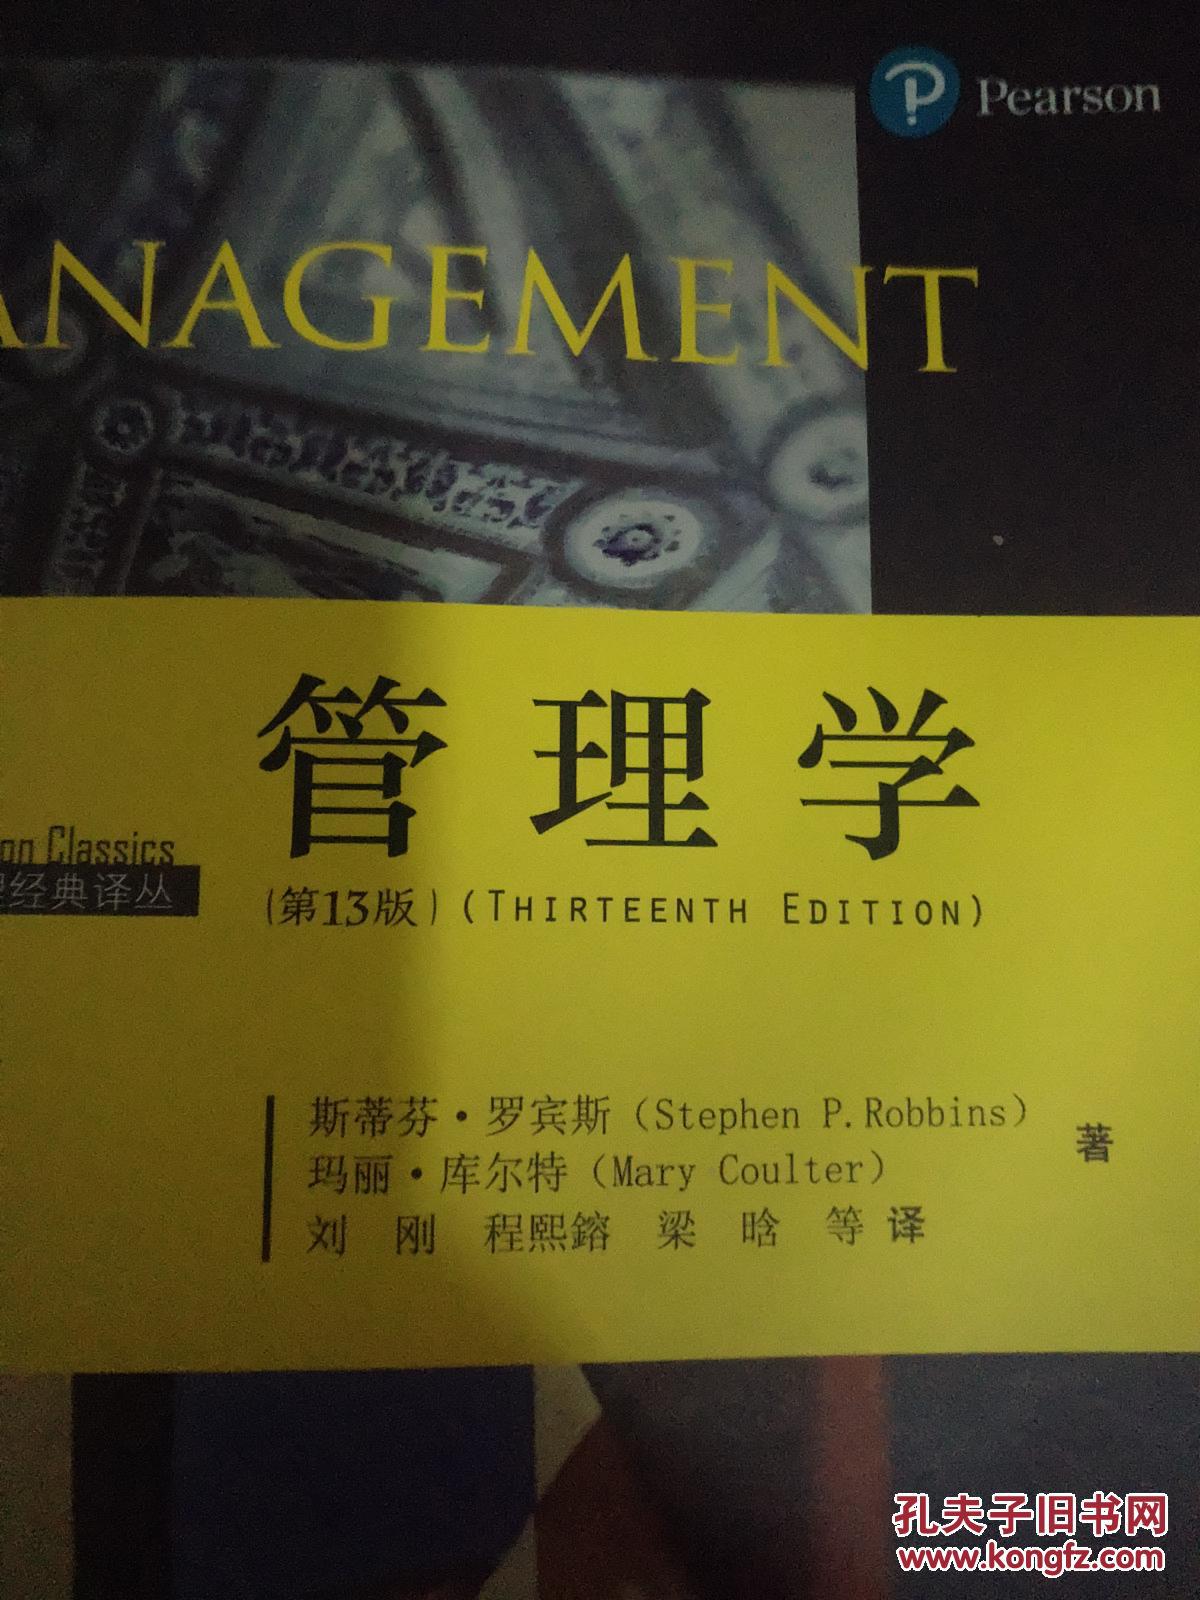 Pearson
ANAGEMENT
管理学
on Classics
经典译丛
(第13版)(THIRTEENTH EDITION)
斯蒂芬·罗宾斯(Stephen P. Robbins)
玛丽·库尔特(Mary Coulter)
著
刘 刚 程熙鎔 梁 晗 等 译
孔夫子旧书网
www.kongfz.com